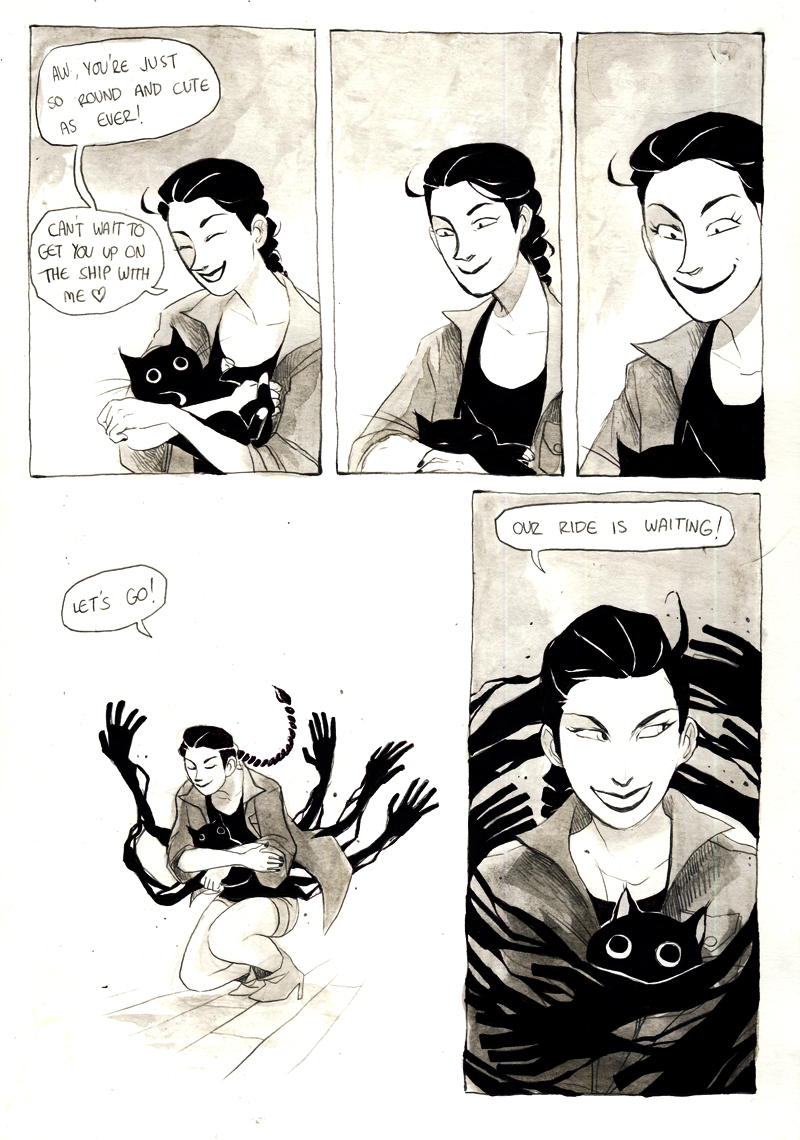 AW, YOU'RE JUST
SO ROUND AND CUTE
AS EVER!
CAN'T WAIT TO
GET YOU UP ON
THE SHIP WITH
ME ♡
LET'S GO!
OUR RIDE IS WAITING!